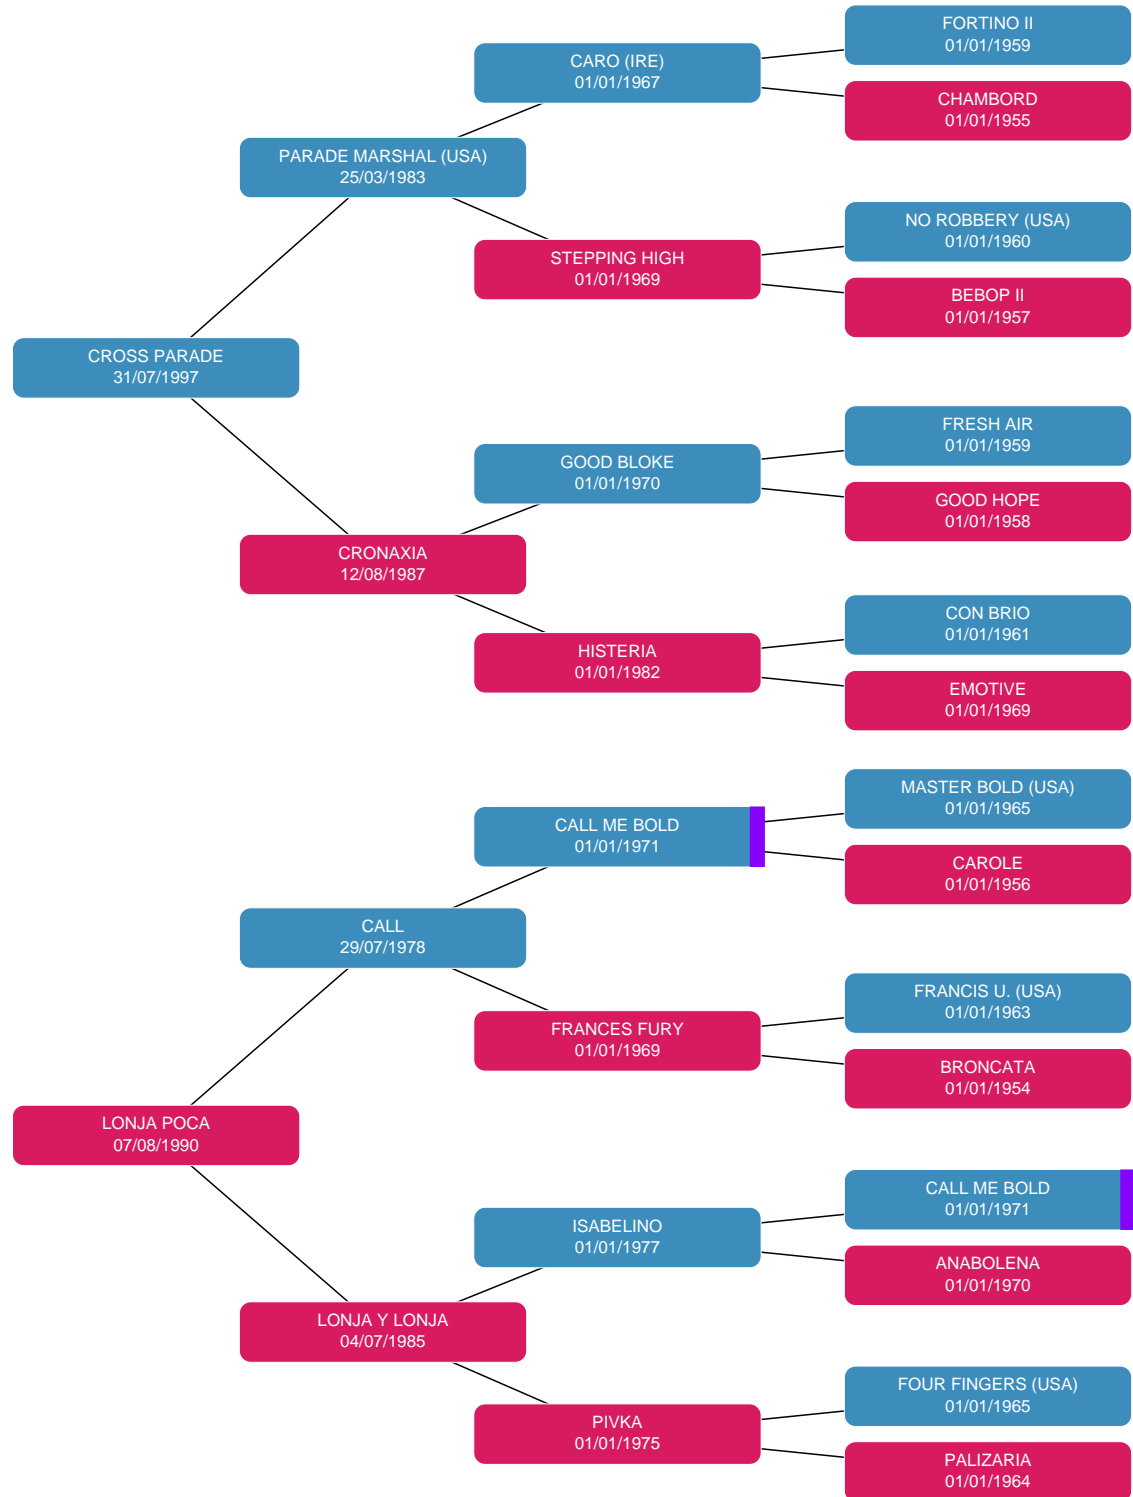 FORTINO II
01/01/1959
CARO (IRE)
01/01/1967
CHAMBORD
01/01/1955
PARADE MARSHAL (USA)
25/03/1983
NO ROBBERY (USA)
01/01/1960
STEPPING HIGH
01/01/1969
BEBOP II
01/01/1957
CROSS PARADE
31/07/1997
FRESH AIR
01/01/1959
GOOD BLOKE
01/01/1970
GOOD HOPE
01/01/1958
CRONAXIA
12/08/1987
CON BRIO
01/01/1961
HISTERIA
01/01/1982
EMOTIVE
01/01/1969
MASTER BOLD (USA)
01/01/1965
CALL ME BOLD
01/01/1971
CAROLE
01/01/1956
CALL
29/07/1978
FRANCIS U. (USA)
01/01/1963
FRANCES FURY
01/01/1969
BRONCATA
01/01/1954
LONJA POCA
07/08/1990
CALL ME BOLD
01/01/1971
ISABELINO
01/01/1977
ANABOLENA
01/01/1970
LONJA Y LONJA
04/07/1985
FOUR FINGERS (USA)
01/01/1965
PIVKA
01/01/1975
PALIZARIA
01/01/1964